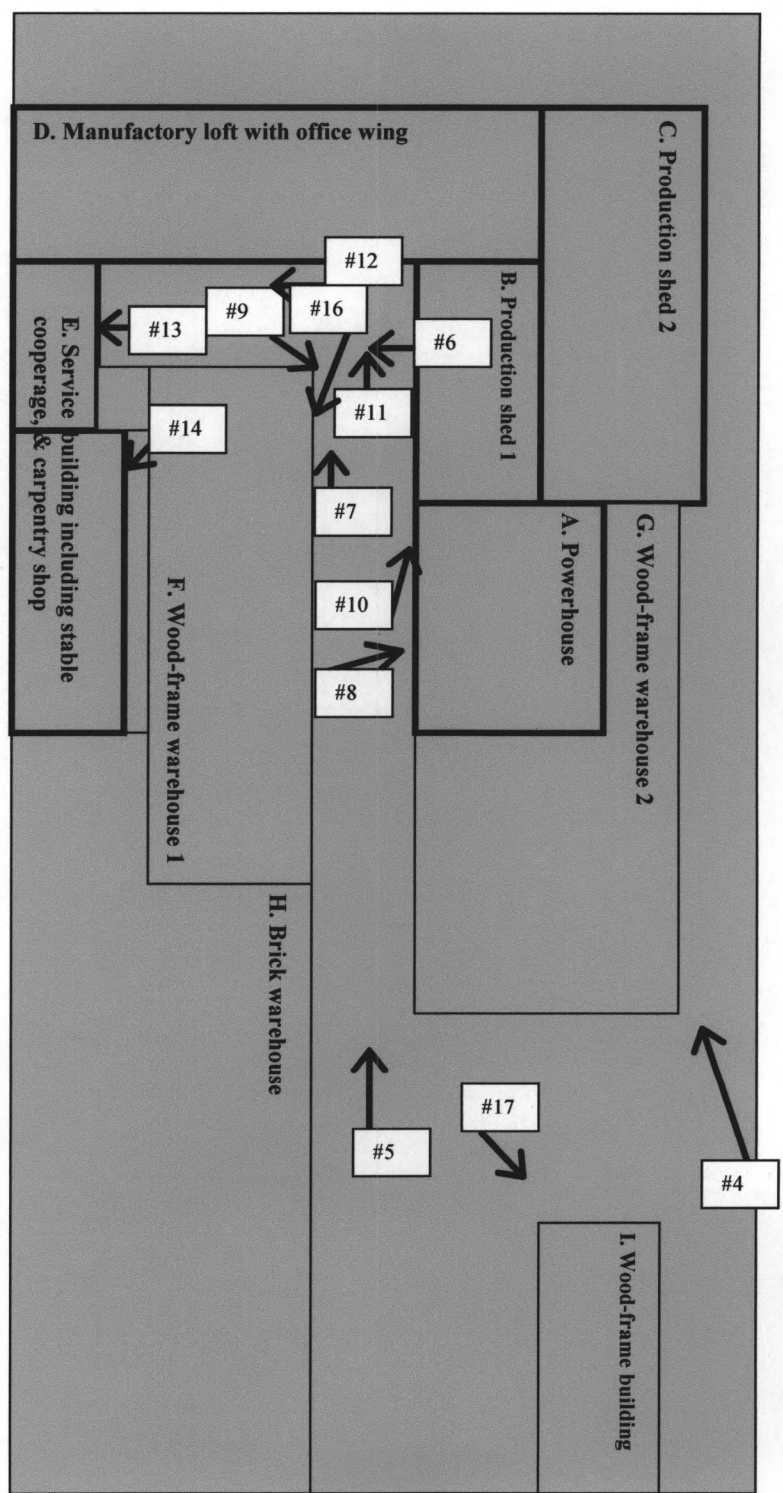 D. Manufactory loft with office wing
C. Production shed 2
#12
B. Production shed 1
#9
#16
#13
#6
E. Service building including stable
cooperage, & carpentry shop
#11
#14
#7
G. Wood-frame warehouse 2
A. Powerhouse
#10
F. Wood-frame warehouse 1
#8
H. Brick warehouse
#17
#5
#4
I. Wood-frame building